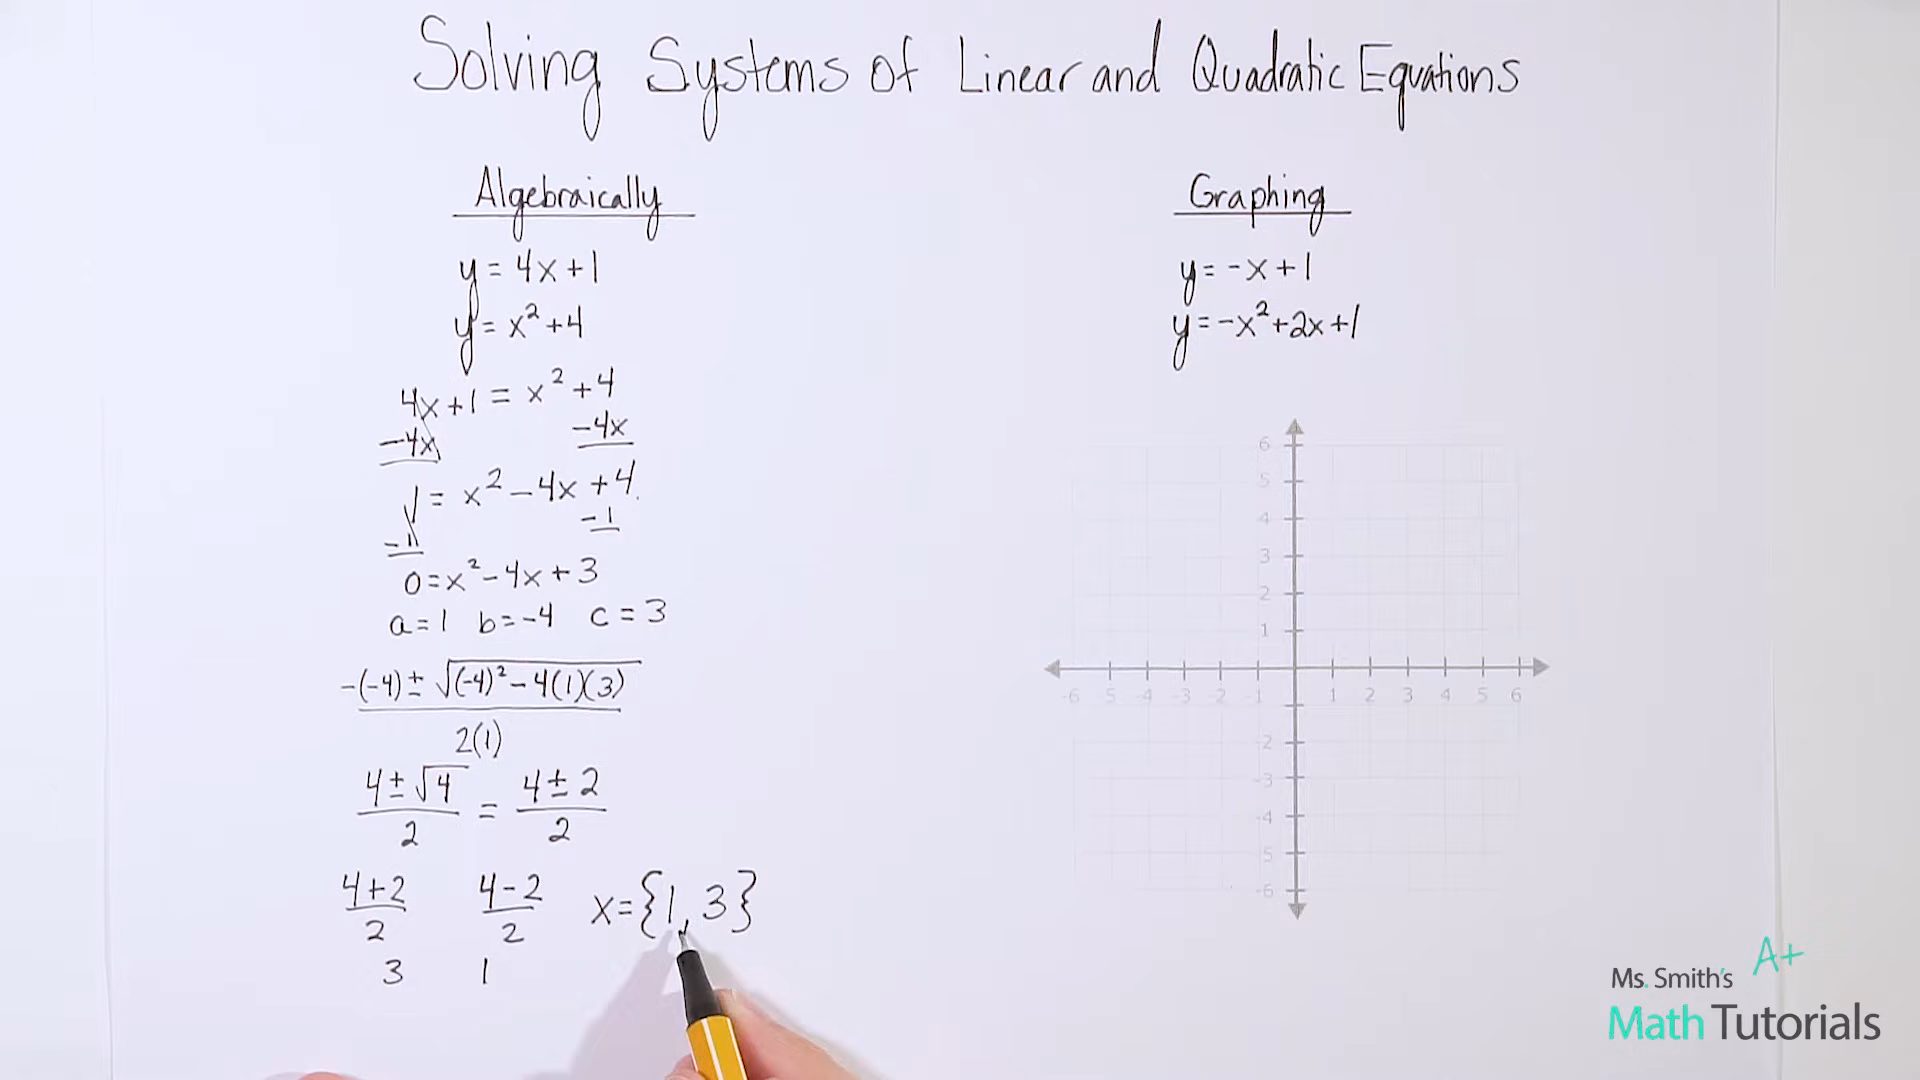 Solving Systems of Linear and Quadratic Equations
Algebraically
y = 4x + 1
y = x² + 4
4x + 1 = x² + 4
-4x -4x
1 = x² - 4x + 4
-1 -1
0 = x² - 4x + 3
a = 1 b = -4 c = 3
-(-4) ± √(-4)² - 4(1)(3)
2(1)
4 ± √4 = 4 ± 2
2 2
4 + 2 4 - 2 x = {1, 3}
2 2
3 1
Graphing
y = -x + 1
y = -x² + 2x + 1
6
5
4
3
2
1
-6 -5 -4 -3 -2 -1 1 2 3 4 5 6
-2
-3
-4
-5
-6
A+
Ms. Smith's
Math Tutorials